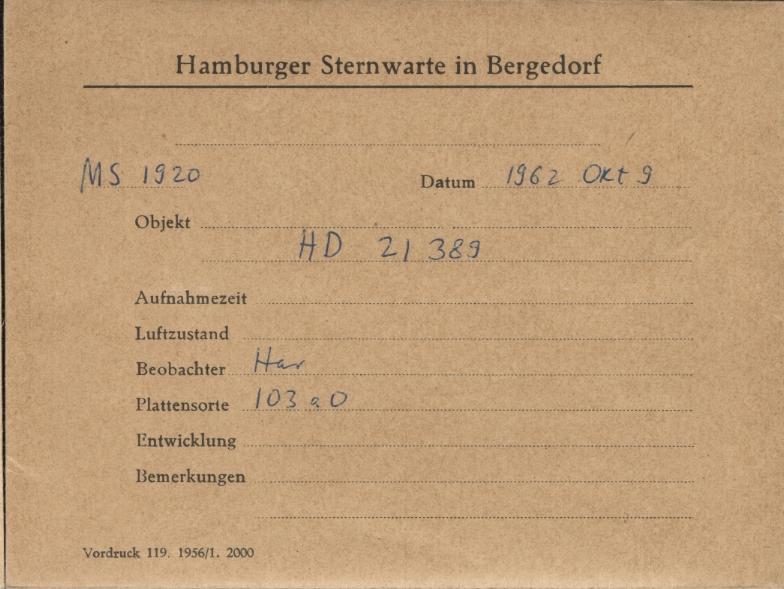 Hamburger Sternwarte in Bergedorf
MS 1920 Datum 1962 Okt 9
Objekt
HD 21 389
Aufnahmezeit
Luftzustand
Beobachter Har
Plattensorte 103 a O
Entwicklung
Bemerkungen
Vordruck 119. 1956/1. 2000